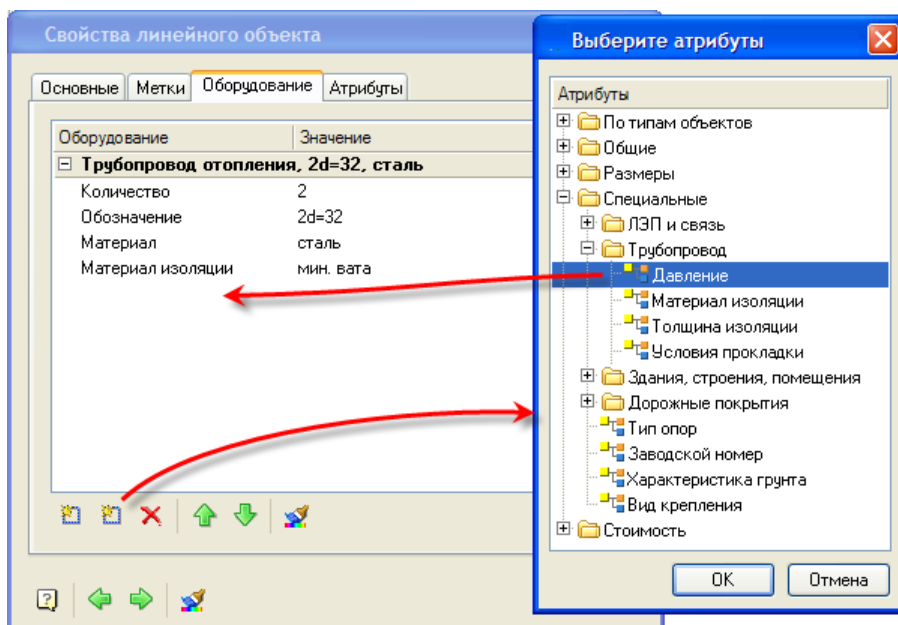 Свойства линейного объекта
Основные Метки Оборудование Атрибуты
Оборудование Значение
Трубопровод отопления, 2d=32, сталь
Количество 2
Обозначение 2d=32
Материал сталь
Материал изоляции мин. вата
Выберите атрибуты
Атрибуты
По типам объектов
Общие
Размеры
Специальные
ЛЭП и связь
Трубопровод
Давление
Материал изоляции
Толщина изоляции
Условия прокладки
Здания, строения, помещения
Дорожные покрытия
Тип опор
Заводской номер
Характеристика грунта
Вид крепления
Стоимость
OK Отмена